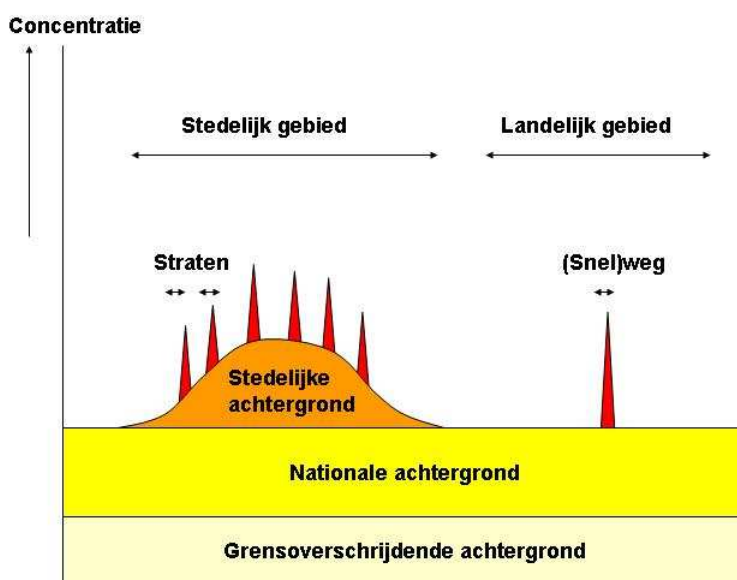 Concentratie
Stedelijk gebied
Landelijk gebied
Straten
(Snel)weg
Stedelijke
achtergrond
Nationale achtergrond
Grensoverschrijdende achtergrond